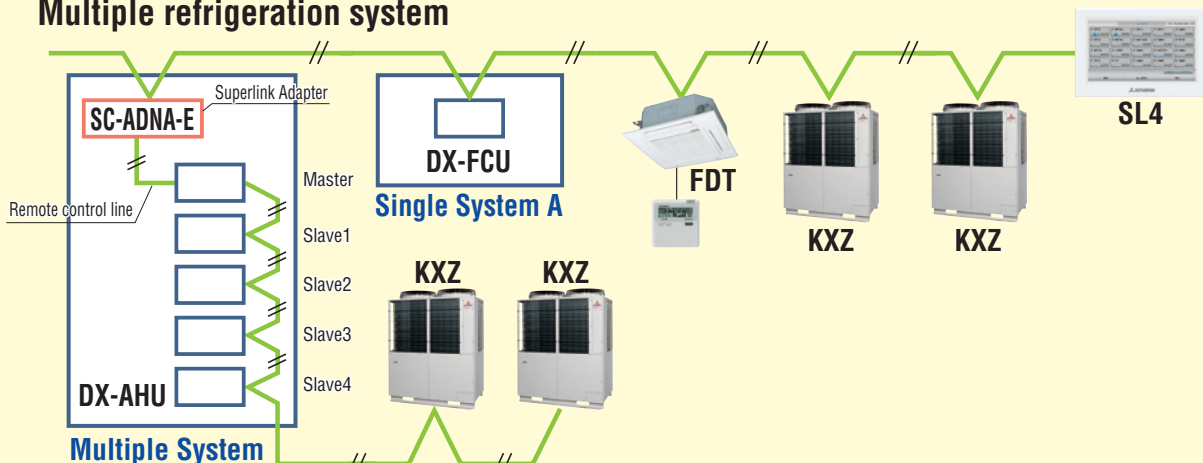 Multiple refrigeration system
SC-ADNA-E
Superlink Adapter
Remote control line
Master
Slave1
Slave2
Slave3
Slave4
DX-AHU
Multiple System
DX-FCU
Single System A
FDT
KXZ
KXZ
SL4
KXZ
KXZ